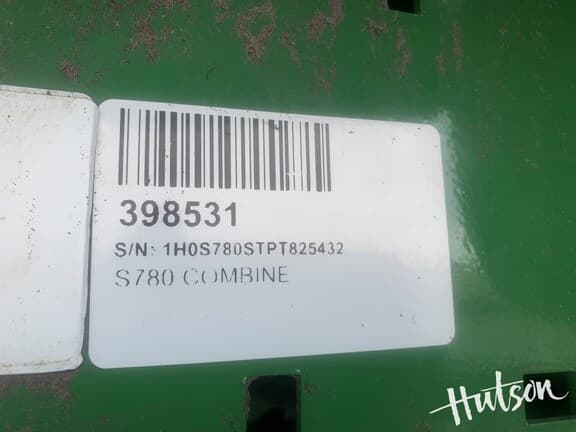 398531
S/N: 1H0S780STPT825432
S780 COMBINE
Hutson